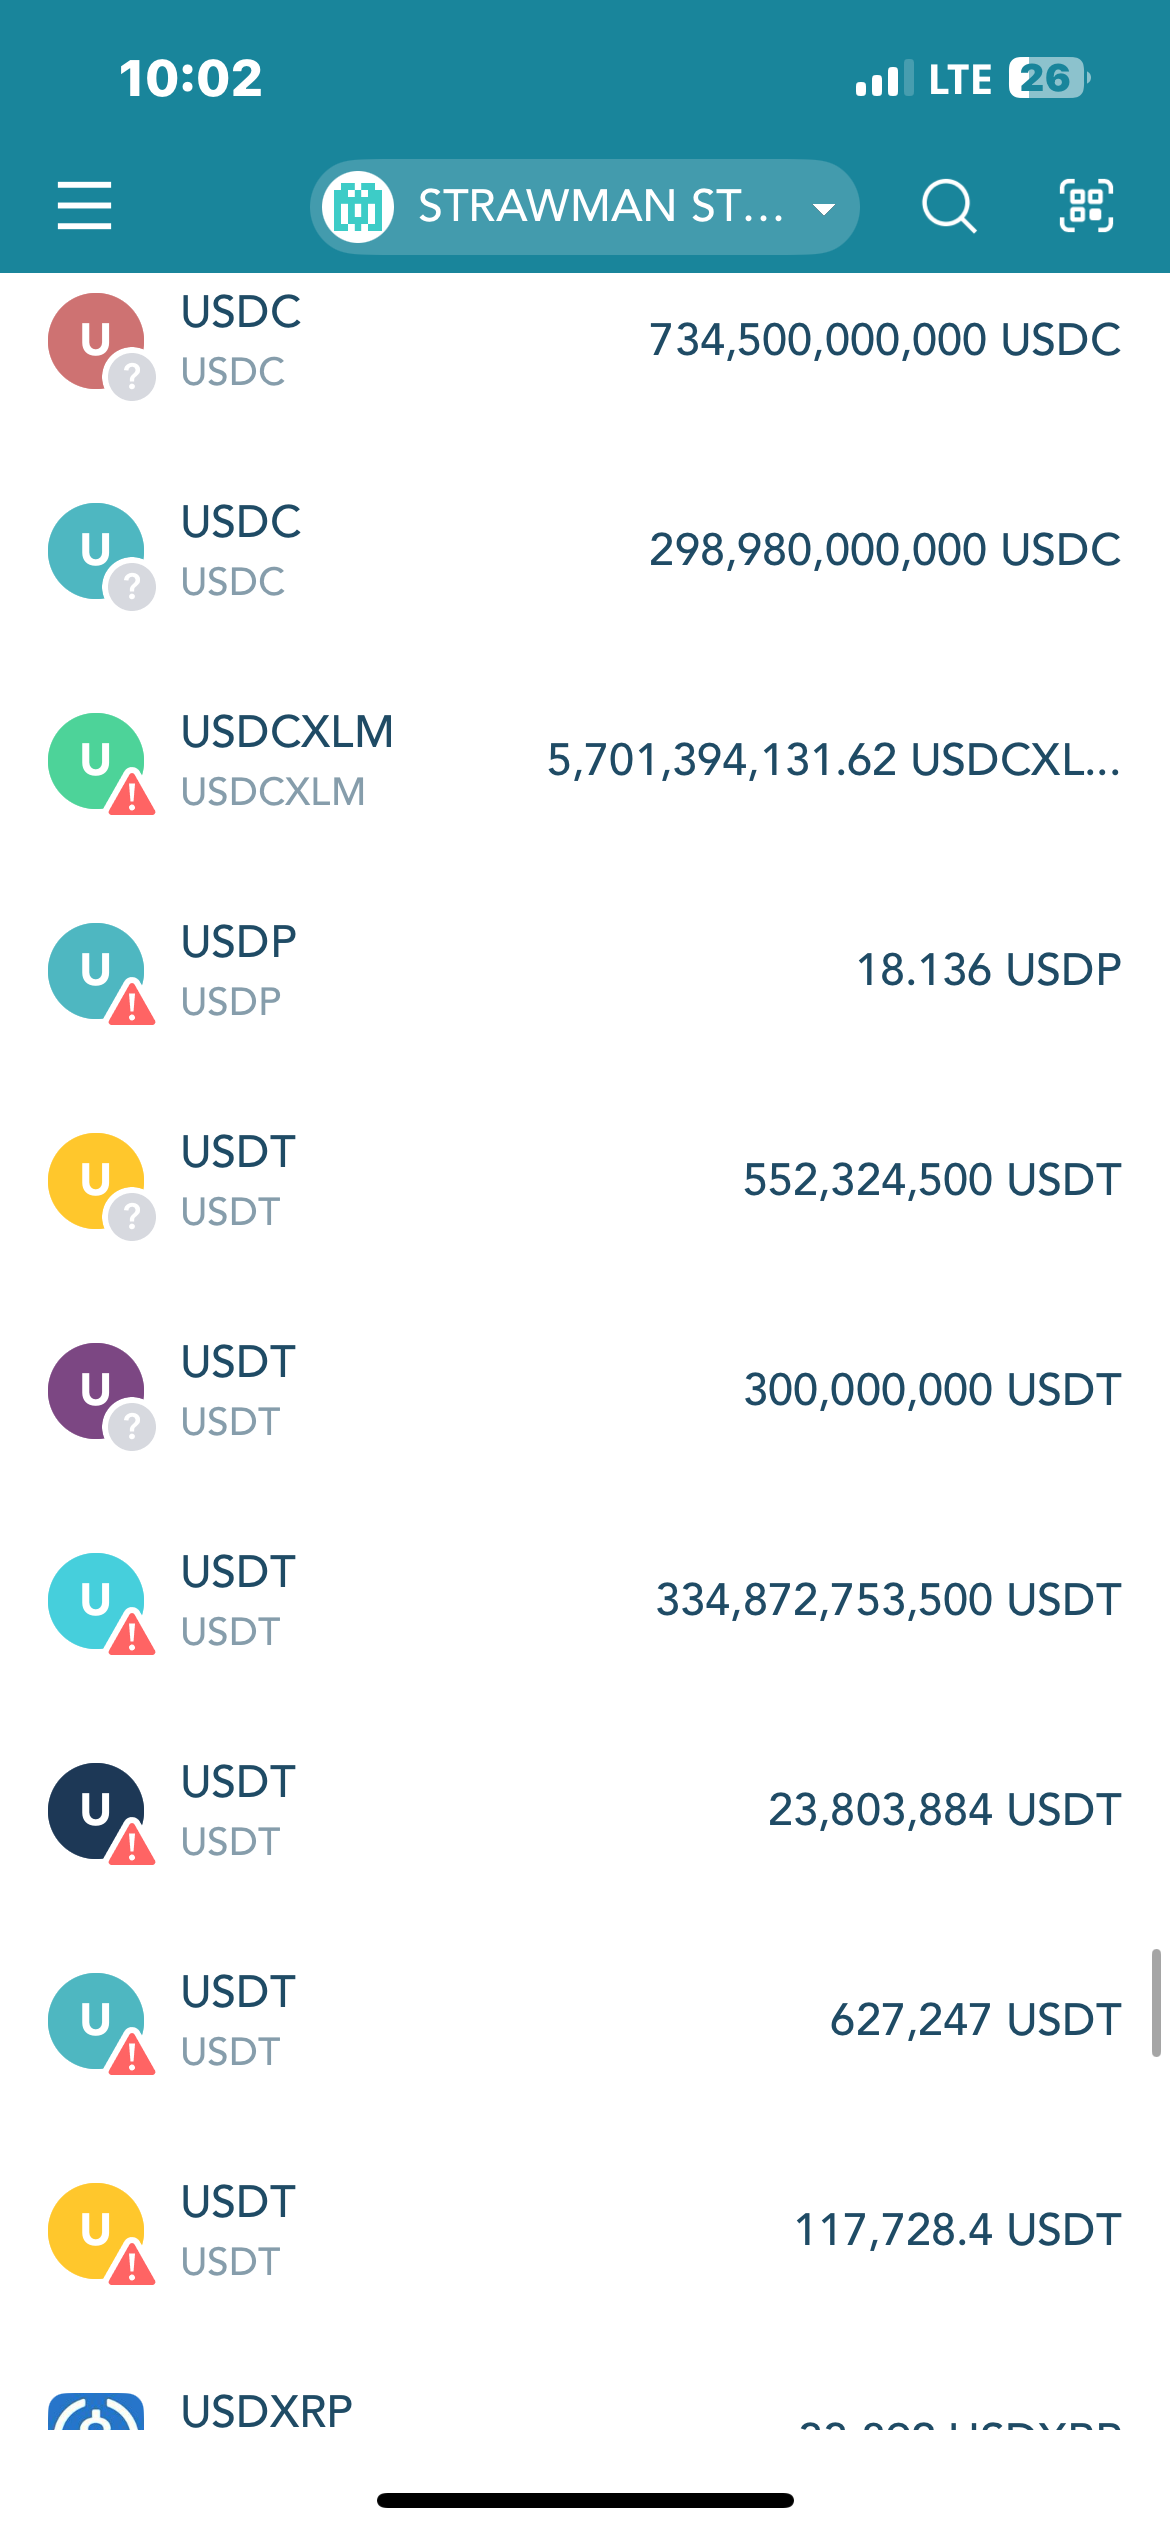 10:02
LTE 26
STRAWMAN ST...
U
?
USDC
USDC
734,500,000,000 USDC
U
?
USDC
USDC
298,980,000,000 USDC
U
!
USDCXLM
USDCXLM
5,701,394,131.62 USDCXL...
U
!
USDP
USDP
18.136 USDP
U
?
USDT
USDT
552,324,500 USDT
U
?
USDT
USDT
300,000,000 USDT
U
!
USDT
USDT
334,872,753,500 USDT
U
!
USDT
USDT
23,803,884 USDT
U
!
USDT
USDT
627,247 USDT
U
!
USDT
USDT
117,728.4 USDT
USDXRP
USDXRP